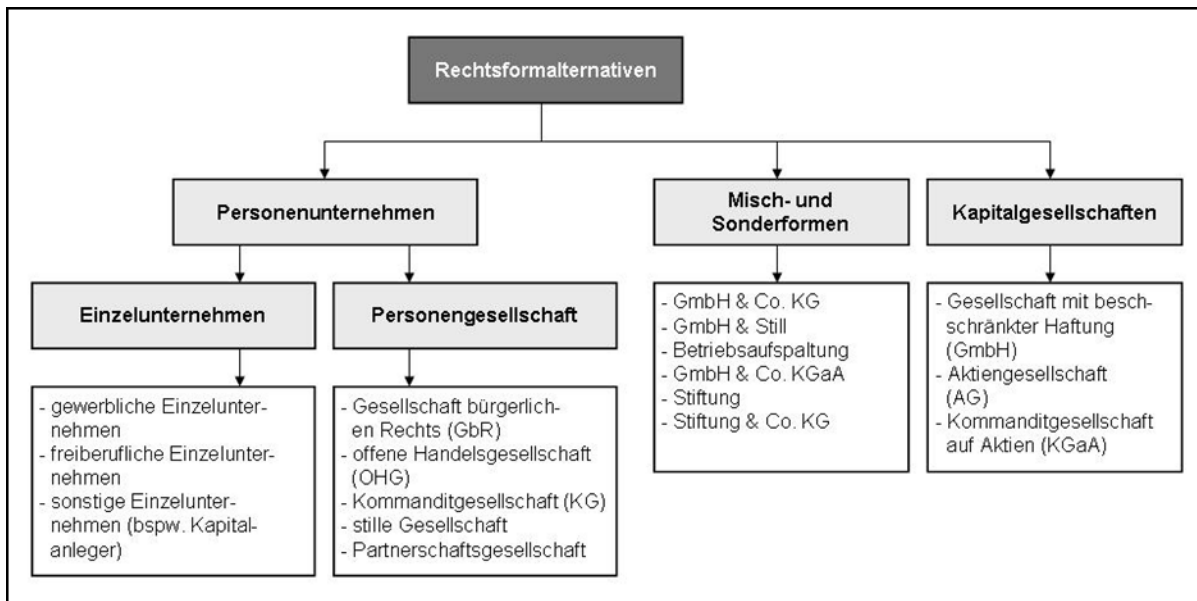 Rechtsformalternativen
Personenunternehmen
Misch- und
Sonderformen
Kapitalgesellschaften
Einzelunternehmen
Personengesellschaft
- gewerbliche Einzelunter-
nehmen
- freiberufliche Einzelunter-
nehmen
- sonstige Einzelunter-
nehmen (bspw. Kapital-
anleger)
- Gesellschaft bürgerlich-
en Rechts (GbR)
- offene Handelsgesellschaft
(OHG)
- Kommanditgesellschaft (KG)
- stille Gesellschaft
- Partnerschaftsgesellschaft
- GmbH & Co. KG
- GmbH & Still
- Betriebsaufspaltung
- GmbH & Co. KGaA
- Stiftung
- Stiftung & Co. KG
- Gesellschaft mit besch-
schränkter Haftung
(GmbH)
- Aktiengesellschaft
(AG)
- Kommanditgesellschaft
auf Aktien (KGaA)